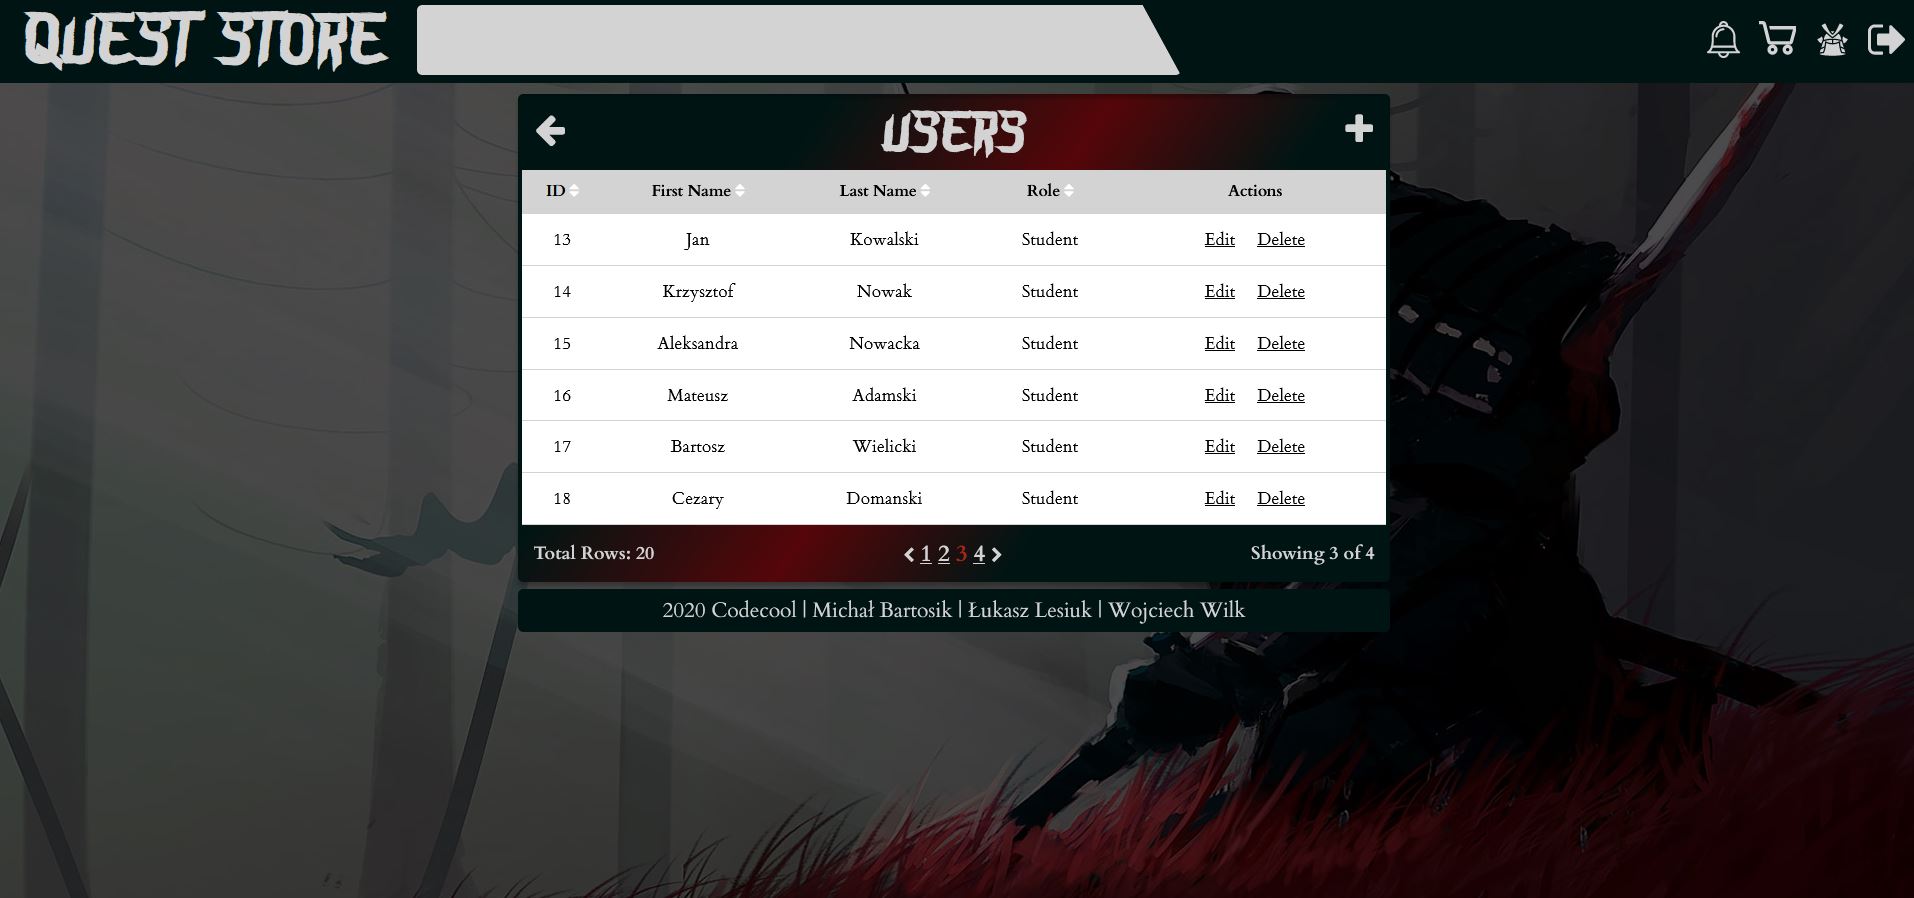 QUEST STORE
USERS
ID First Name Last Name Role Actions
13 Jan Kowalski Student Edit Delete
14 Krzysztof Nowak Student Edit Delete
15 Aleksandra Nowacka Student Edit Delete
16 Mateusz Adamski Student Edit Delete
17 Bartosz Wielicki Student Edit Delete
18 Cezary Domanski Student Edit Delete
Total Rows: 20 1 2 3 4 Showing 3 of 4
2020 Codecool | Michał Bartosik | Łukasz Lesiuk | Wojciech Wilk